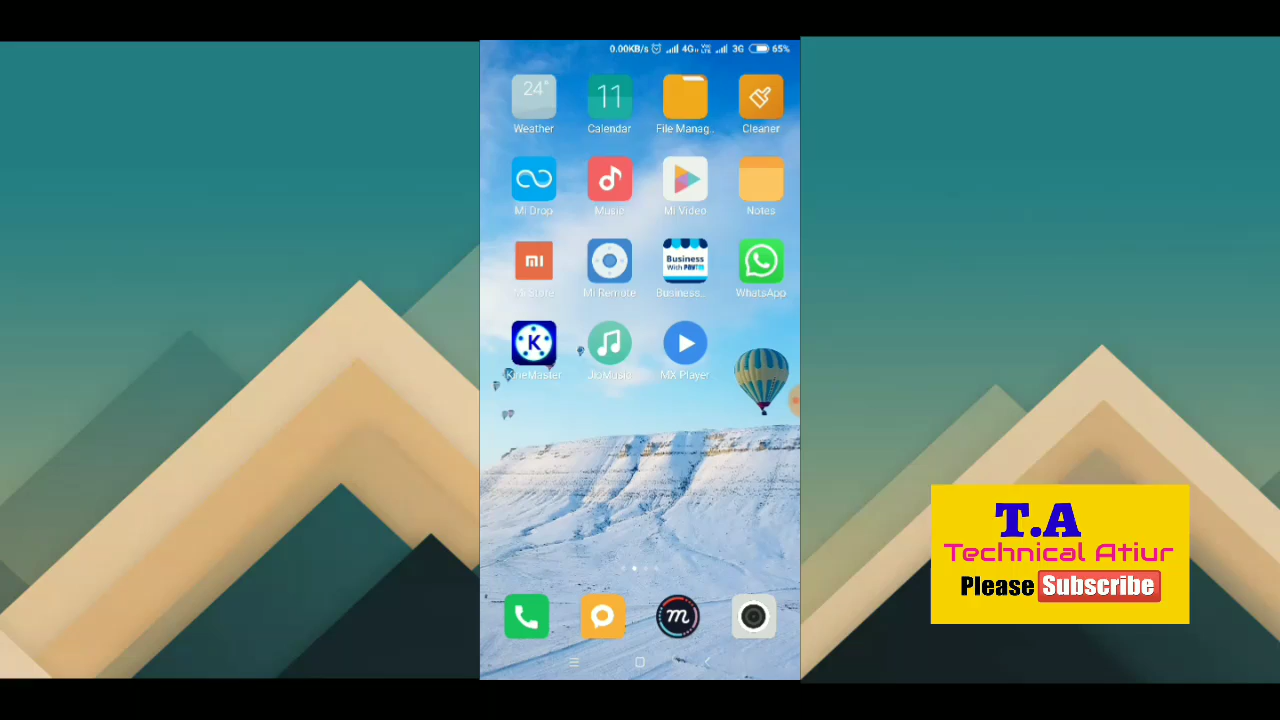 0.00KB/s 4G VoLTE 3G 65%
24°
11
Weather Calendar File Manag.. Cleaner
Mi Drop Music Mi Video Notes
mi
Business
With PAYTM
Mi Store Mi Remote Business... WhatsApp
K
KineMaster JioMusic MX Player
m
T.A
Technical Atiur
Please Subscribe